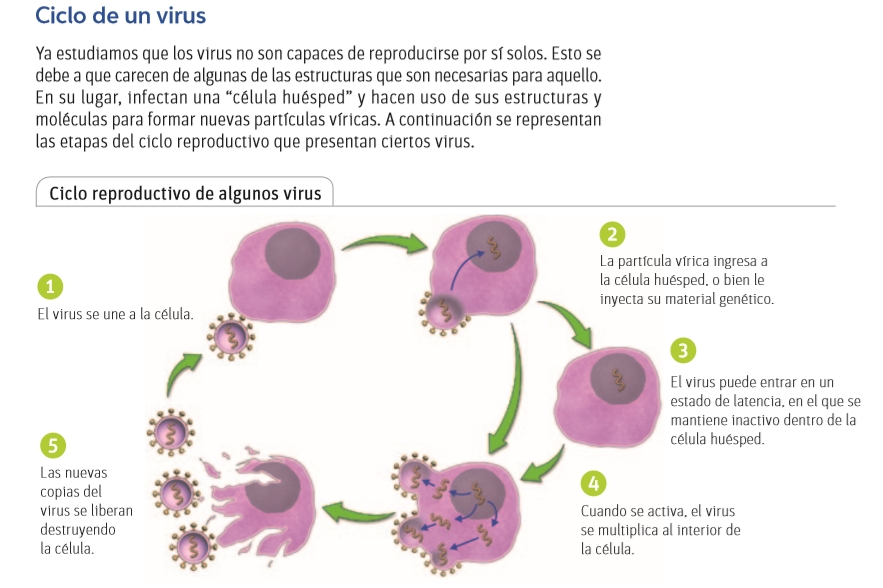 Ciclo de un virus
Ya estudiamos que los virus no son capaces de reproducirse por sí solos. Esto se
debe a que carecen de algunas de las estructuras que son necesarias para aquello.
En su lugar, infectan una “célula huésped” y hacen uso de sus estructuras y
moléculas para formar nuevas partículas víricas. A continuación se representan
las etapas del ciclo reproductivo que presentan ciertos virus.
Ciclo reproductivo de algunos virus
1
El virus se une a la célula.
2
La partícula vírica ingresa a
la célula huésped, o bien le
inyecta su material genético.
3
El virus puede entrar en un
estado de latencia, en el que se
mantiene inactivo dentro de la
célula huésped.
4
Cuando se activa, el virus
se multiplica al interior de
la célula.
5
Las nuevas
copias del
virus se liberan
destruyendo
la célula.